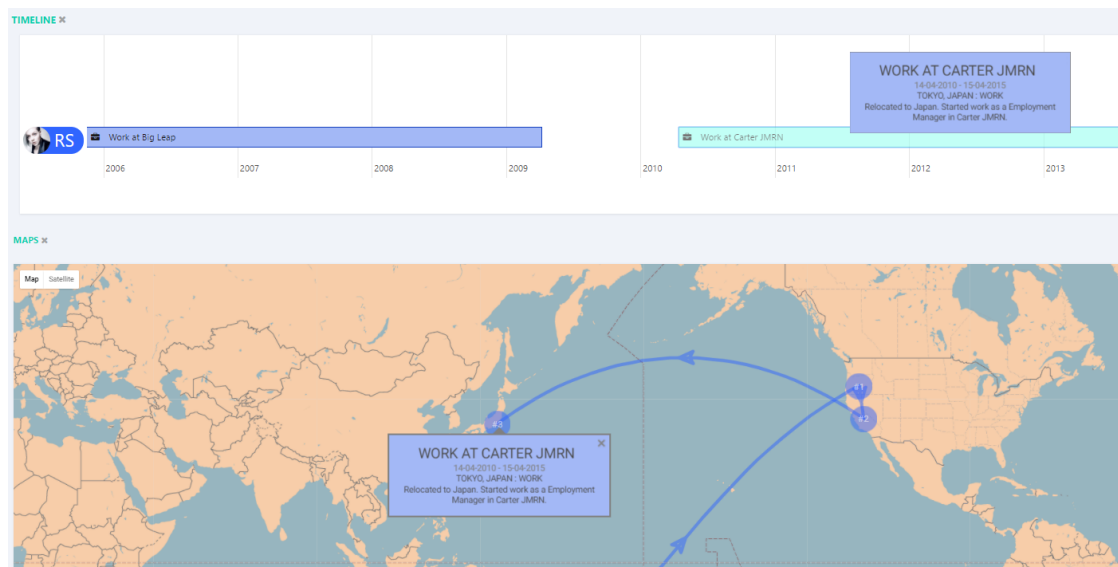 TIMELINE ✖
WORK AT CARTER JMRN
14-04-2010 - 15-04-2015
TOKYO, JAPAN : WORK
Relocated to Japan. Started work as a Employment
Manager in Carter JMRN.
RS
Work at Big Leap
Work at Carter JMRN
2006
2007
2008
2009
2010
2011
2012
2013
MAPS ✖
Map Satellite
#1
#2
#3
WORK AT CARTER JMRN
14-04-2010 - 15-04-2015
TOKYO, JAPAN : WORK
Relocated to Japan. Started work as a Employment
Manager in Carter JMRN.